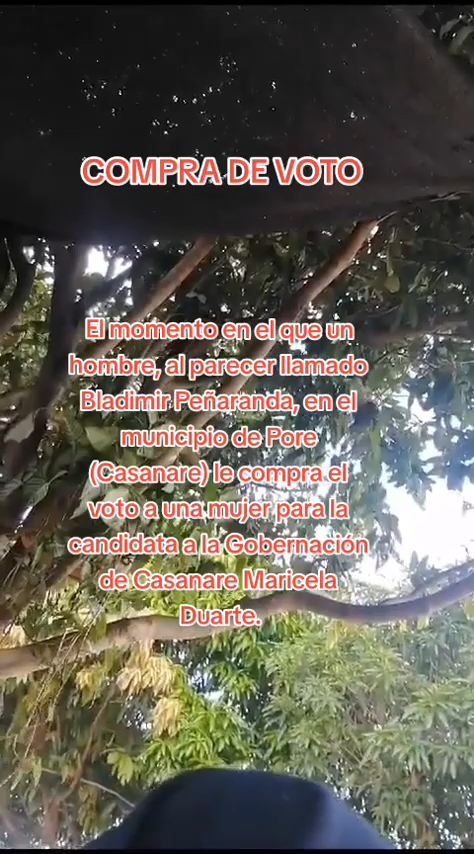 COMPRA DE VOTO
El momento en el que un
hombre, al parecer llamado
Bladimir Peñaranda, en el
municipio de Pore
(Casanare) le compra el
voto a una mujer para la
candidata a la Gobernación
de Casanare Maricela
Duarte.